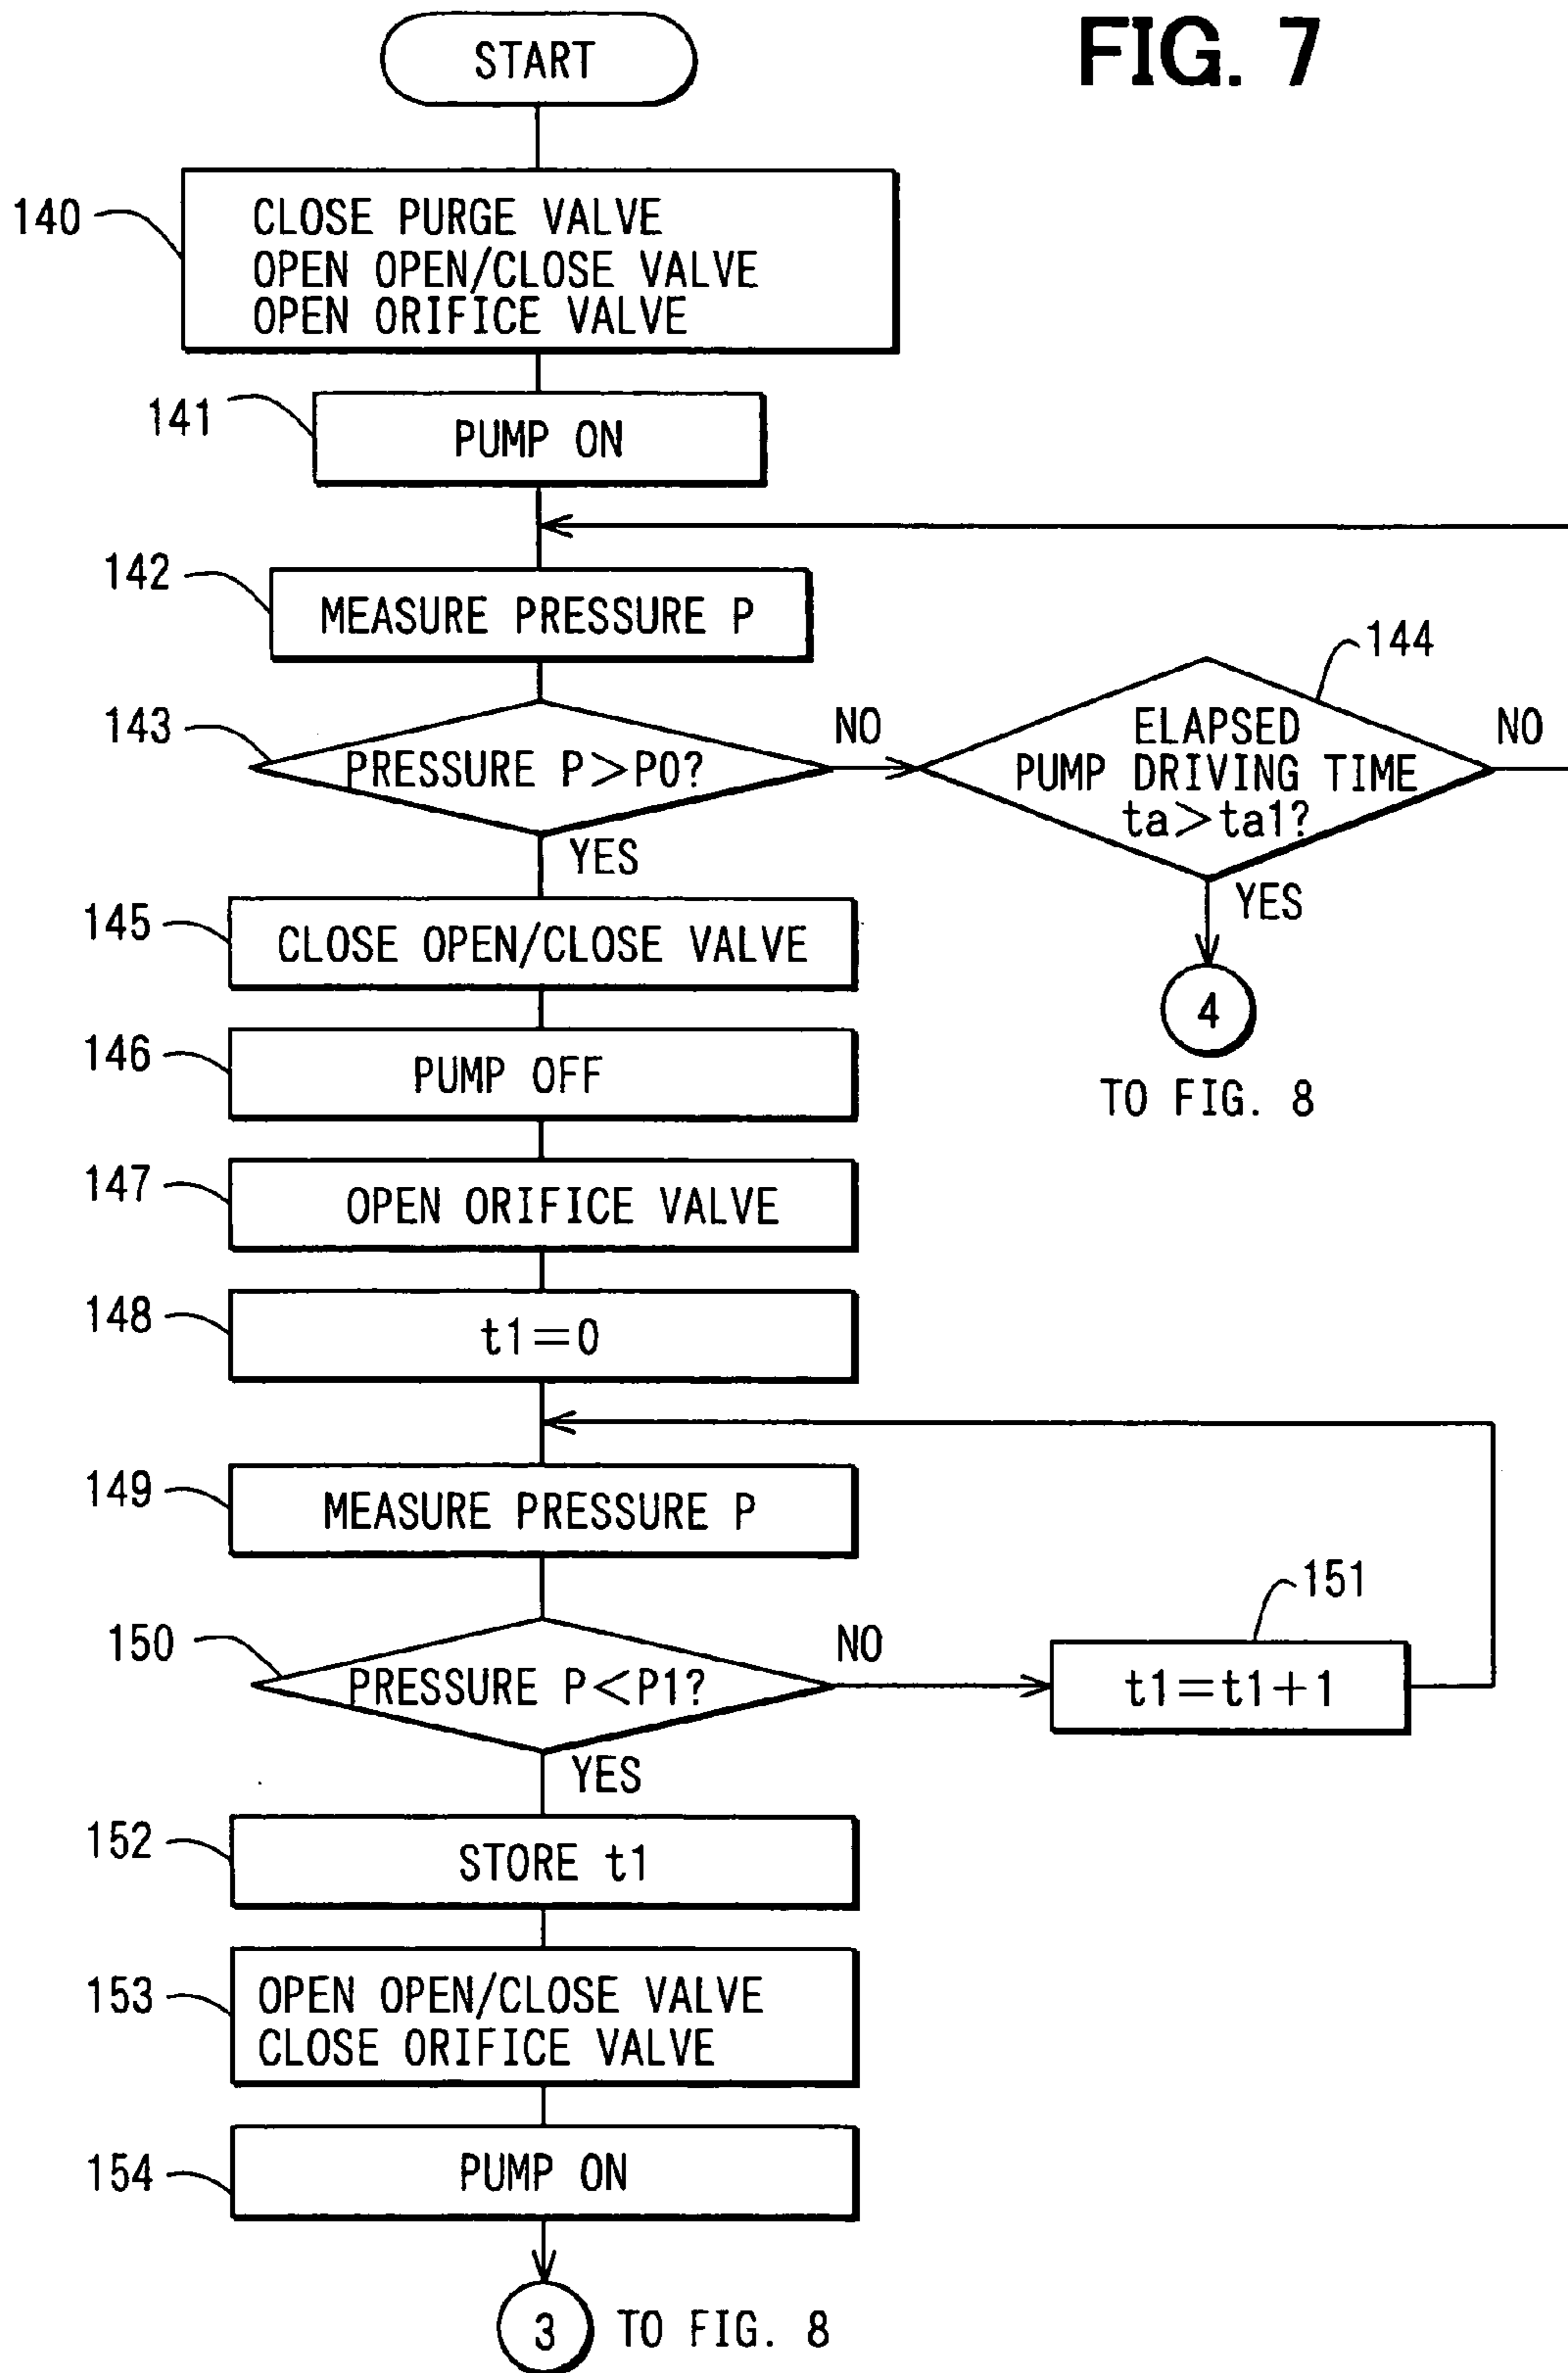 FIG. 7
START
140
CLOSE PURGE VALVE
OPEN OPEN/CLOSE VALVE
OPEN ORIFICE VALVE
141
PUMP ON
142
MEASURE PRESSURE P
143
PRESSURE P>P0?
NO
144
ELAPSED
PUMP DRIVING TIME
ta>ta1?
NO
YES
YES
4
TO FIG. 8
145
CLOSE OPEN/CLOSE VALVE
146
PUMP OFF
147
OPEN ORIFICE VALVE
148
t1=0
149
MEASURE PRESSURE P
150
PRESSURE P<P1?
NO
151
t1=t1+1
YES
152
STORE t1
153
OPEN OPEN/CLOSE VALVE
CLOSE ORIFICE VALVE
154
PUMP ON
3
TO FIG. 8